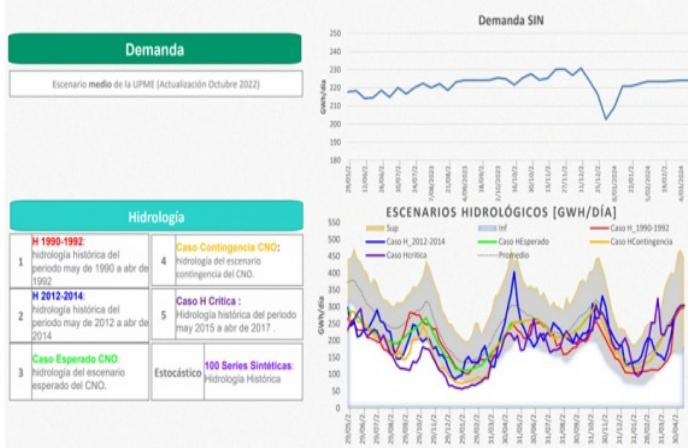 Demanda
Escenario medio de la UPME (Actualización Octubre 2022)
Demanda SIN
250
240
230
220
210
200
190
180
GWh/día
Hidrología
1
H 1990-1992:
hidrología histórica del
periodo may de 1990 a abr de
1992
4
Caso Contingencia CNO:
hidrología del escenario
contingencia del CNO.
2
H 2012-2014:
hidrología histórica del
periodo may de 2012 a abr de
2014
5
Caso H Crítica :
Hidrología histórica del periodo
may 2015 a abr de 2017 .
3
Caso Esperado CNO:
hidrología del escenario
esperado del CNO.
Estocástico
100 Series Sintéticas:
Hidrología Histórica
ESCENARIOS HIDROLÓGICOS [GWH/DÍA]
Sup
Inf
Caso H_1990-1992
Caso H_2012-2014
Caso HEsperado
Caso HContingencia
Caso Hcritica
Promedio
550
500
450
400
350
300
250
200
150
100
50
0
GWh/día